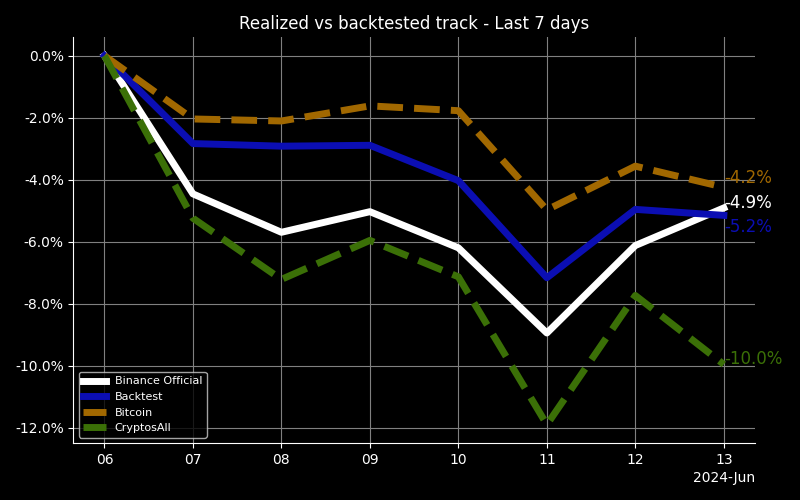 Realized vs backtested track - Last 7 days
0.0%
-2.0%
-4.0%
-6.0%
-8.0%
-10.0%
-12.0%
-4.2%
-4.9%
-5.2%
-10.0%
Binance Official
Backtest
Bitcoin
CryptosAll
06 07 08 09 10 11 12 13
2024-Jun